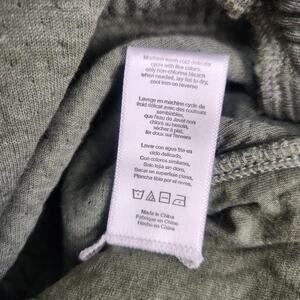 Machine wash cold delicate
cycle with like colors,
only non-chlorine bleach
when needed, lay flat to dry,
cool iron on reverse
Lavage en machine cycle de
froid délicat avec des couleurs
semblables,
que l'eau de Javel non
chloré au besoin,
sécher à plat,
fer doux sur l'envers
Lavar con agua fria en
ciclo delicado,
Con colores similares,
Solo lejia sin cloro,
Secar en superficie plana,
Plancha tibia por el revés,
Made in China
Fabriqué en Chine
Hecho en China